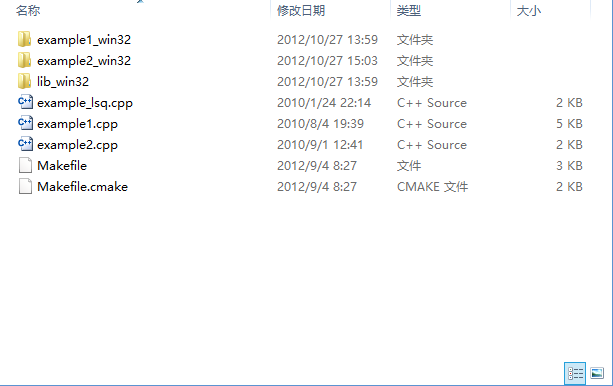 名称 修改日期 类型 大小
example1_win32 2012/10/27 13:59 文件夹
example2_win32 2012/10/27 15:03 文件夹
lib_win32 2012/10/27 13:59 文件夹
example_lsq.cpp 2010/1/24 22:14 C++ Source 2 KB
example1.cpp 2010/8/4 19:39 C++ Source 5 KB
example2.cpp 2010/9/1 12:41 C++ Source 2 KB
Makefile 2012/9/4 8:27 文件 3 KB
Makefile.cmake 2012/9/4 8:27 CMAKE 文件 2 KB